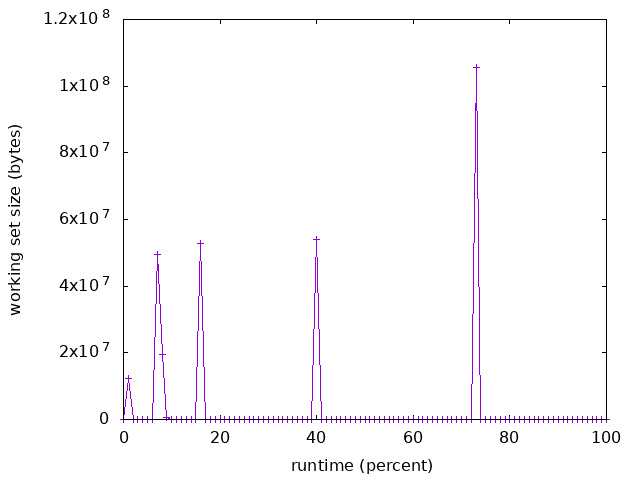 1.2x10^8
1x10^8
8x10^7
6x10^7
4x10^7
2x10^7
0
0 20 40 60 80 100
working set size (bytes)
runtime (percent)